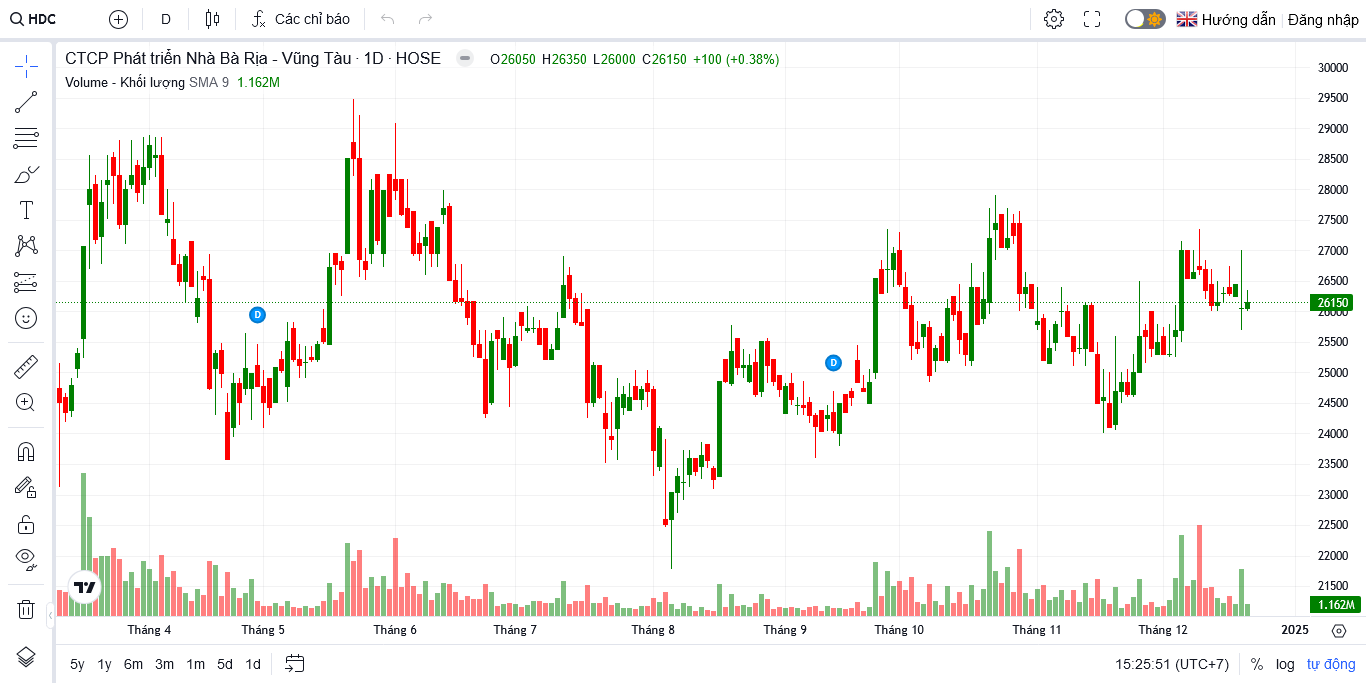 HDC D Các chỉ báo Hướng dẫn Đăng nhập
CTCP Phát triển Nhà Bà Rịa - Vũng Tàu · 1D · HOSE O26050 H26350 L26000 C26150 +100 (+0.38%)
Volume - Khối lượng SMA 9 1.162M
30000
29500
29000
28500
28000
27500
27000
26500
26150
26000
25500
25000
24500
24000
23500
23000
22500
22000
21500
1.162M
D
D
Tháng 4 Tháng 5 Tháng 6 Tháng 7 Tháng 8 Tháng 9 Tháng 10 Tháng 11 Tháng 12 2025
5y 1y 6m 3m 1m 5d 1d 15:25:51 (UTC+7) % log tự động